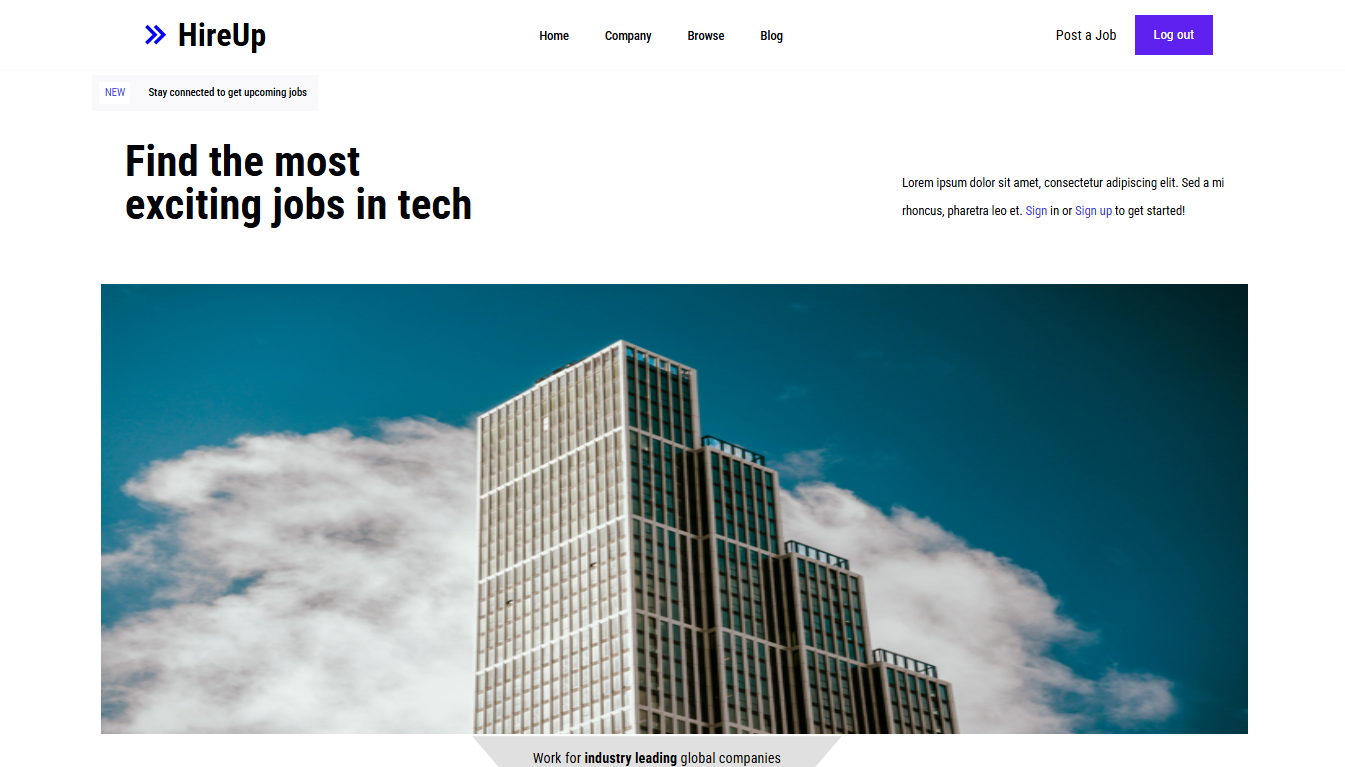 HireUp
Home Company Browse Blog
Post a Job Log out
NEW Stay connected to get upcoming jobs
Find the most
exciting jobs in tech
Lorem ipsum dolor sit amet, consectetur adipiscing elit. Sed a mi
rhoncus, pharetra leo et. Sign in or Sign up to get started!
Work for industry leading global companies